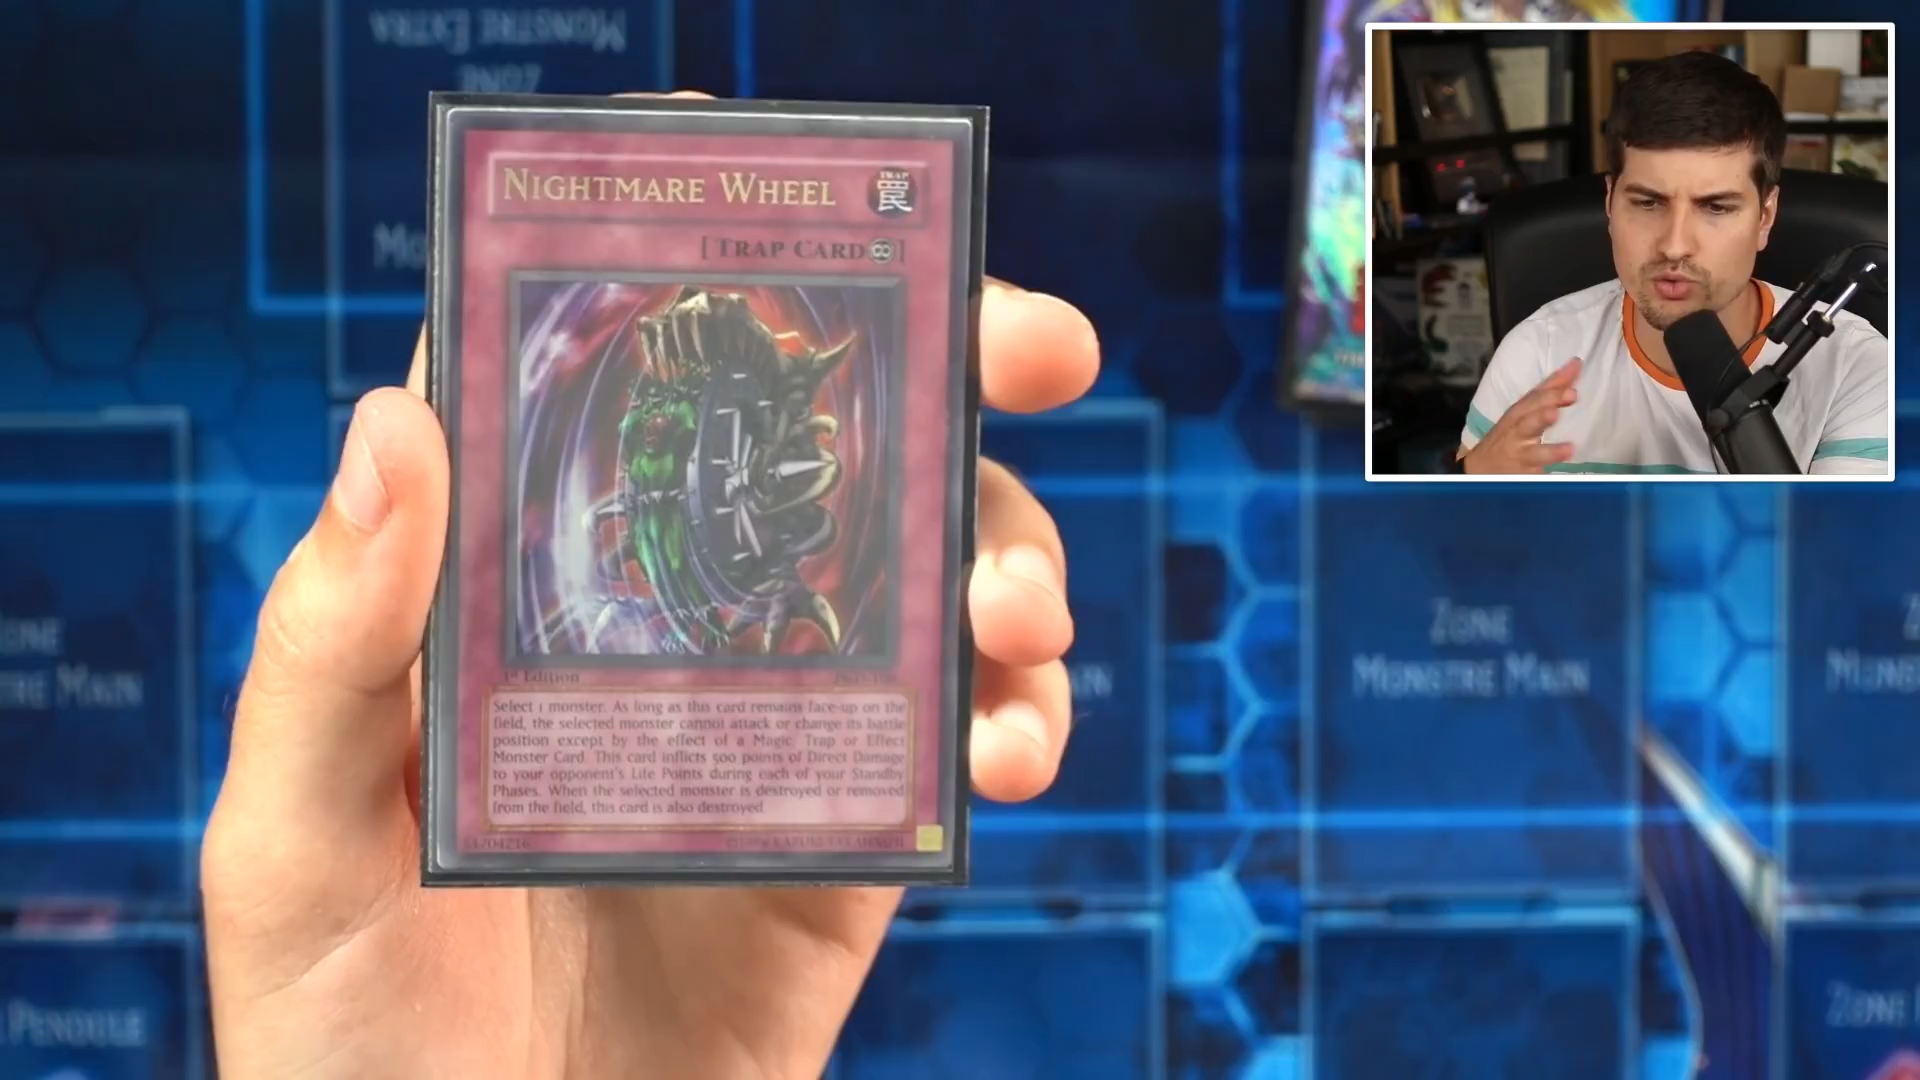 MONSTRE EXTRA
ZONE
NIGHTMARE WHEEL
TRAP
罠
[TRAP CARD ∞]
1st Edition
Select 1 monster. As long as this card remains face-up on the
field, the selected monster cannot attack or change its battle
position except by the effect of a Magic, Trap or Effect
Monster Card. This card inflicts 500 points of Direct Damage
to your opponent's Life Points during each of your Standby
Phases. When the selected monster is destroyed or removed
from the field, this card is also destroyed.
54704216
ZONE
MONSTRE MAIN